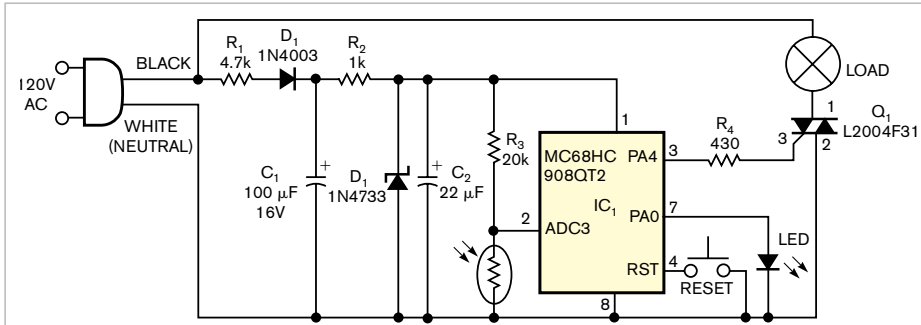 120V
AC
BLACK
WHITE
(NEUTRAL)
R1
4.7k
D1
1N4003
R2
1k
C1
100 µF
16V
+
D1
1N4733
+
C2
22 µF
R3
20k
1
MC68HC
908QT2
IC1
PA4
3
PA0
7
2
ADC3
RST
4
8
RESET
R4
430
LOAD
1
Q1
L2004F31
3
2
LED